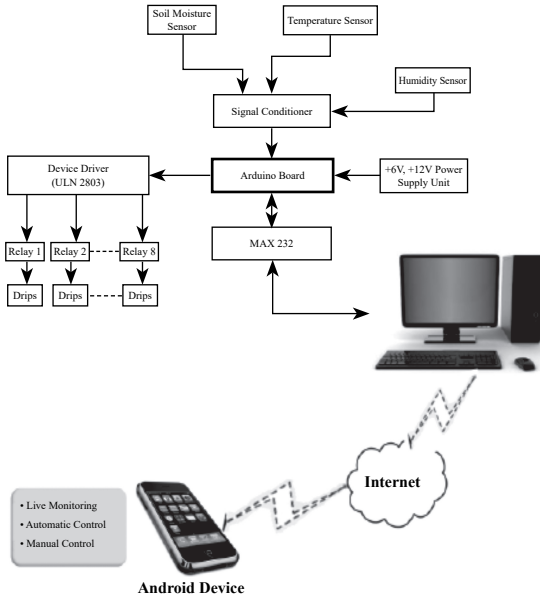 Soil Moisture
Sensor
Temperature Sensor
Humidity Sensor
Signal Conditioner
Device Driver
(ULN 2803)
Arduino Board
+6V, +12V Power
Supply Unit
Relay 1
Relay 2
Relay 8
MAX 232
Drips
Drips
Drips
Internet
• Live Monitoring
• Automatic Control
• Manual Control
Android Device